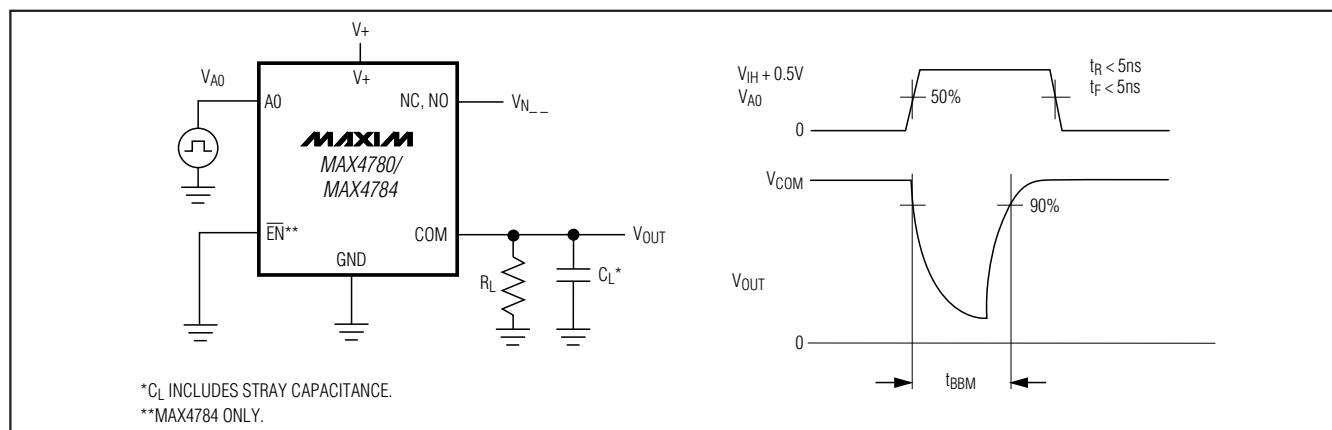 V+
V+
VA0
A0
NC, NO
VN_ _
MAXIM
MAX4780/
MAX4784
EN**
COM
VOUT
GND
RL
CL*
*CL INCLUDES STRAY CAPACITANCE.
**MAX4784 ONLY.
VIH + 0.5V
VA0
0
50%
tR < 5ns
tF < 5ns
VCOM
90%
VOUT
0
tBBM